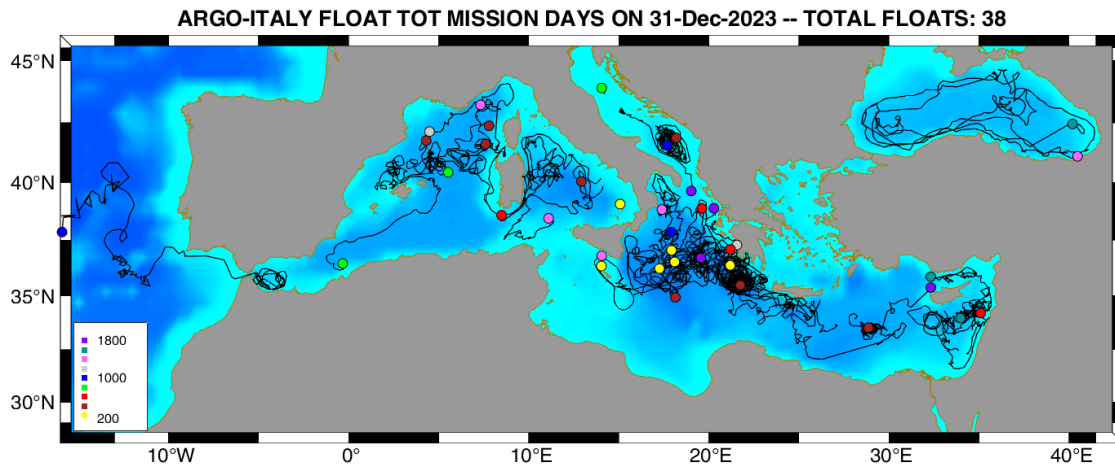 ARGO-ITALY FLOAT TOT MISSION DAYS ON 31-Dec-2023 -- TOTAL FLOATS: 38
45°N
40°N
35°N
30°N
1800
1000
200
10°W 0° 10°E 20°E 30°E 40°E